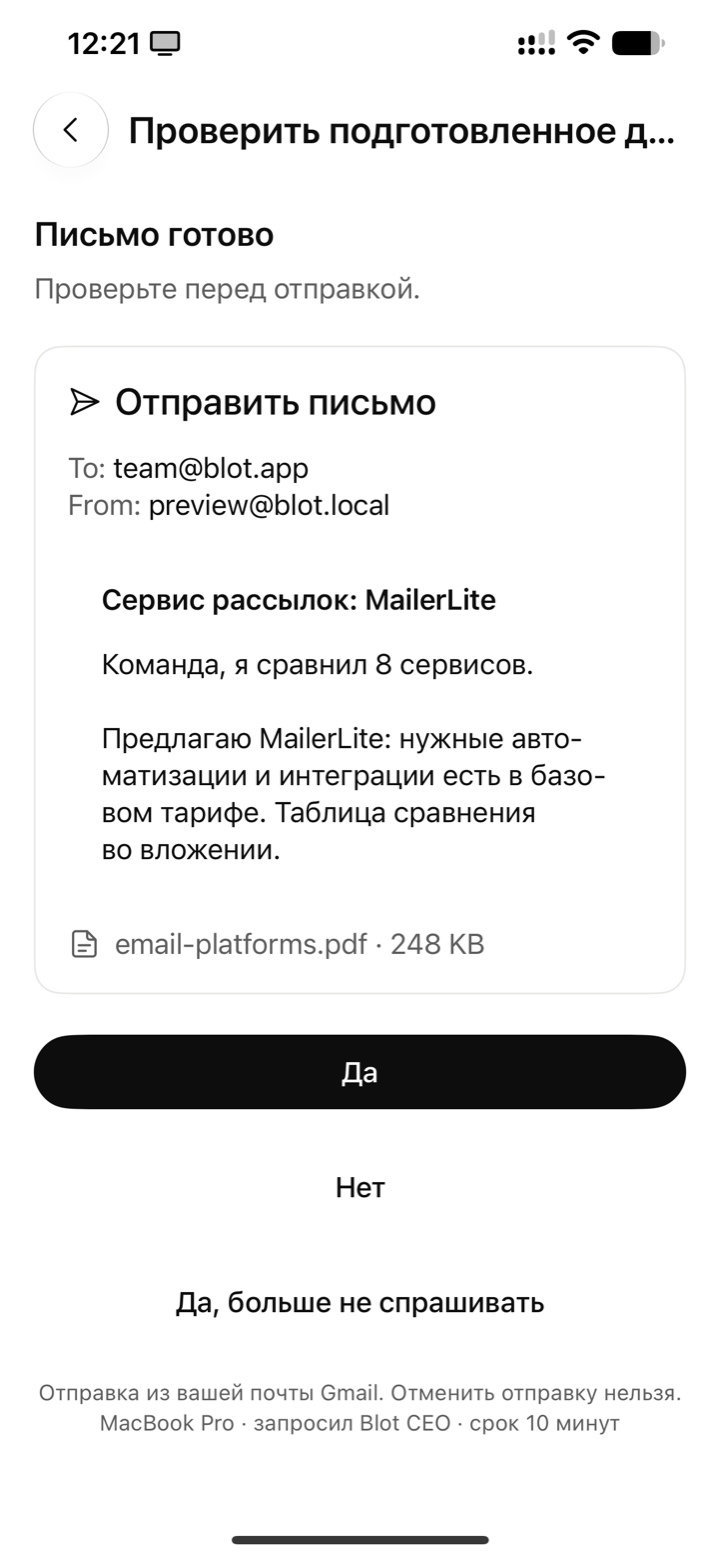 12:21
Проверить подготовленное д...
Письмо готово
Проверьте перед отправкой.
Отправить письмо
To: team@blot.app
From: preview@blot.local
Сервис рассылок: MailerLite
Команда, я сравнил 8 сервисов.
Предлагаю MailerLite: нужные авто-
матизации и интеграции есть в базо-
вом тарифе. Таблица сравнения
во вложении.
email-platforms.pdf · 248 KB
Да
Нет
Да, больше не спрашивать
Отправка из вашей почты Gmail. Отменить отправку нельзя.
MacBook Pro · запросил Blot CEO · срок 10 минут